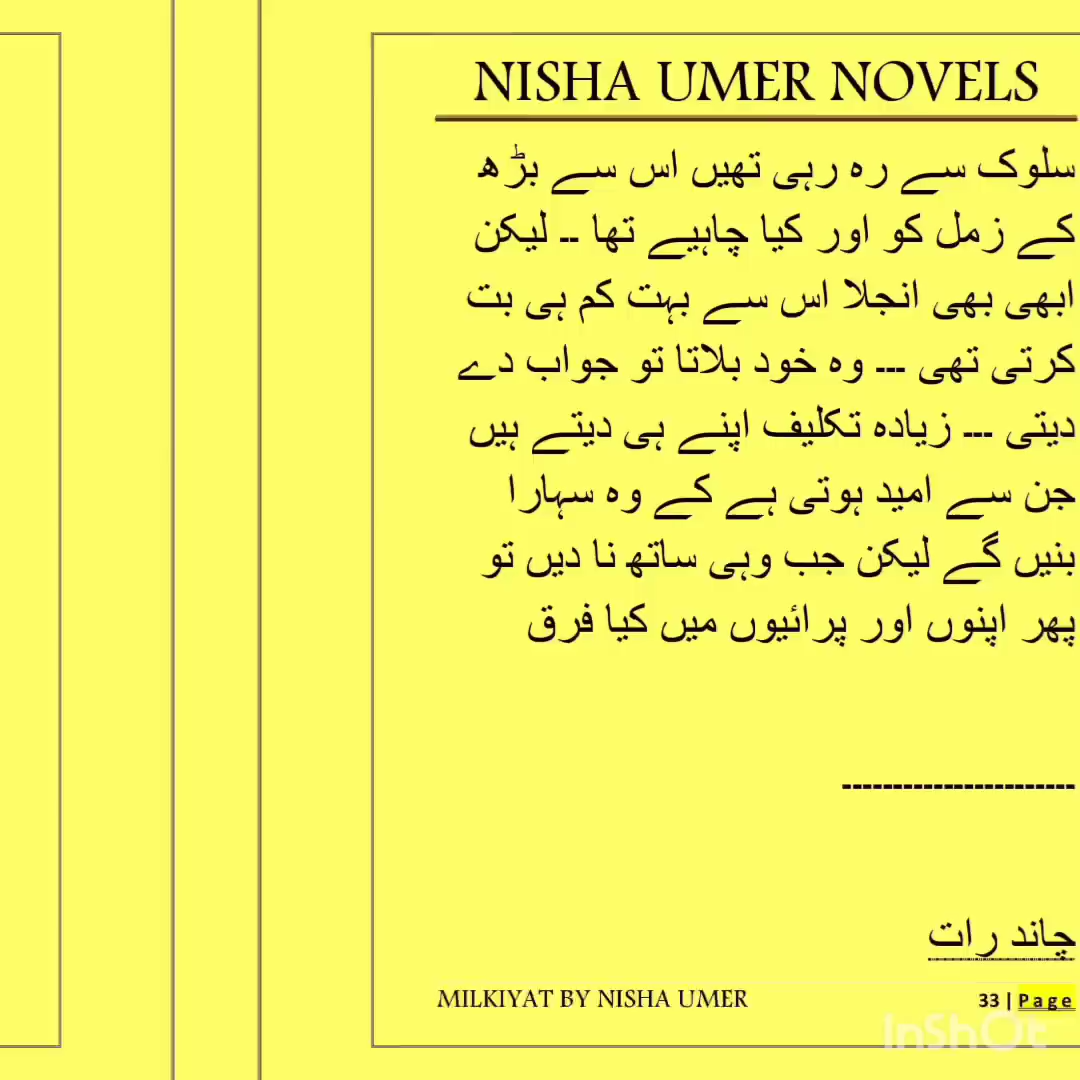 NISHA UMER NOVELS
سلوک سے رہ رہی تھیں اس سے بڑھ
کے زمل کو اور کیا چاہیے تھا ۔۔ لیکن
ابھی بھی انجلا اس سے بہت کم ہی بت
کرتی تھی ۔۔۔ وہ خود بلاتا تو جواب دے
دیتی ۔۔۔ زیادہ تکلیف اپنے ہی دیتے ہیں
جن سے امید ہوتی ہے کے وہ سہارا
بنیں گے لیکن جب وہی ساتھ نا دیں تو
پھر اپنوں اور پرائیوں میں کیا فرق
-----------------------
چاند رات
MILKIYAT BY NISHA UMER 33 | Page
InShOt